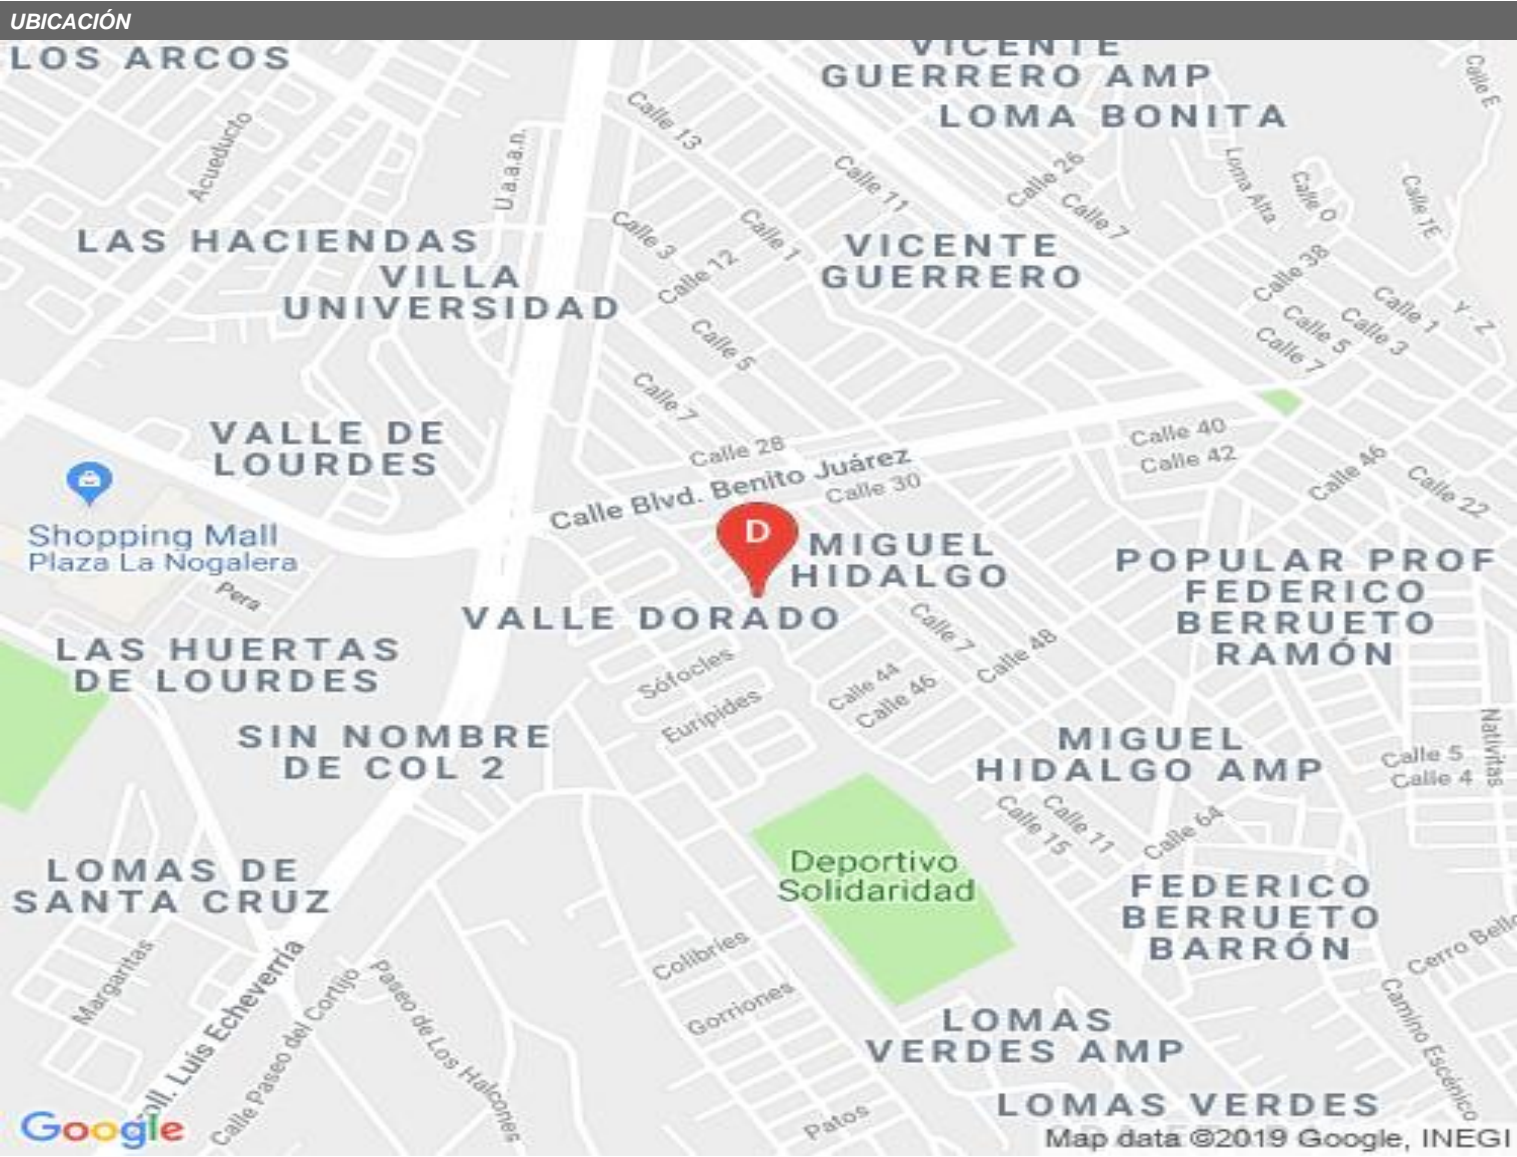 UBICACIÓN
LOS ARCOS
VICENTE
GUERRERO AMP
LOMA BONITA
Calle E
Calle 13
Acueducto
U.a.a.a.n.
Calle 11
Calle 26
Calle 7
Loma Alta
Calle O
Calle 1E
LAS HACIENDAS
Calle 3
Calle 1
Calle 12
VICENTE
GUERRERO
VILLA
UNIVERSIDAD
Calle 38
Calle 1
Y - Z
Calle 5
Calle 3
Calle 7
Calle 5
Calle 7
VALLE DE
LOURDES
Calle 28
Calle Blvd. Benito Juárez
Calle 30
Calle 40
Calle 42
Calle 46
Calle 22
Shopping Mall
Plaza La Nogalera
Pera
D
MIGUEL
HIDALGO
POPULAR PROF
FEDERICO
BERRUETO
RAMÓN
VALLE DORADO
Calle 7
Calle 48
LAS HUERTAS
DE LOURDES
Sófocles
Calle 44
Calle 46
Eurípides
SIN NOMBRE
DE COL 2
MIGUEL
HIDALGO AMP
Nativitas
Calle 5
Calle 4
Calle 11
Calle 15
Calle 64
Deportivo
Solidaridad
LOMAS DE
SANTA CRUZ
FEDERICO
BERRUETO
BARRÓN
Margaritas
Luis Echeverría
Calle Paseo del Cortijo
Paseo de Los Halcones
Colibríes
Gorriones
Cerro Bello
Camino Escénico
LOMAS
VERDES AMP
LOMAS VERDES
Patos
Google
Map data ©2019 Google, INEGI